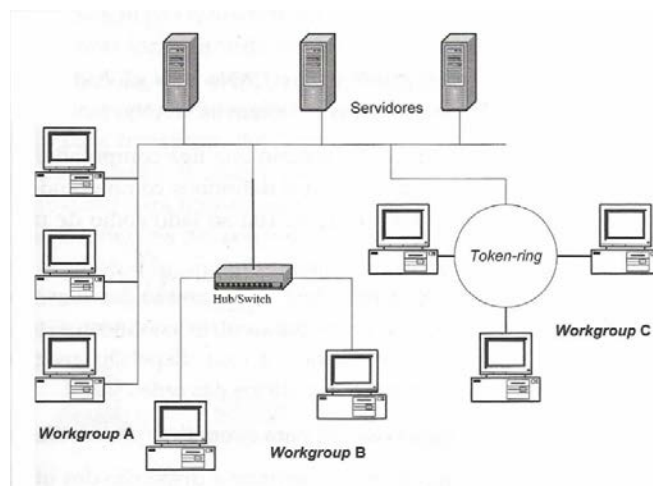 Servidores
Token-ring
Hub/Switch
Workgroup C
Workgroup A
Workgroup B